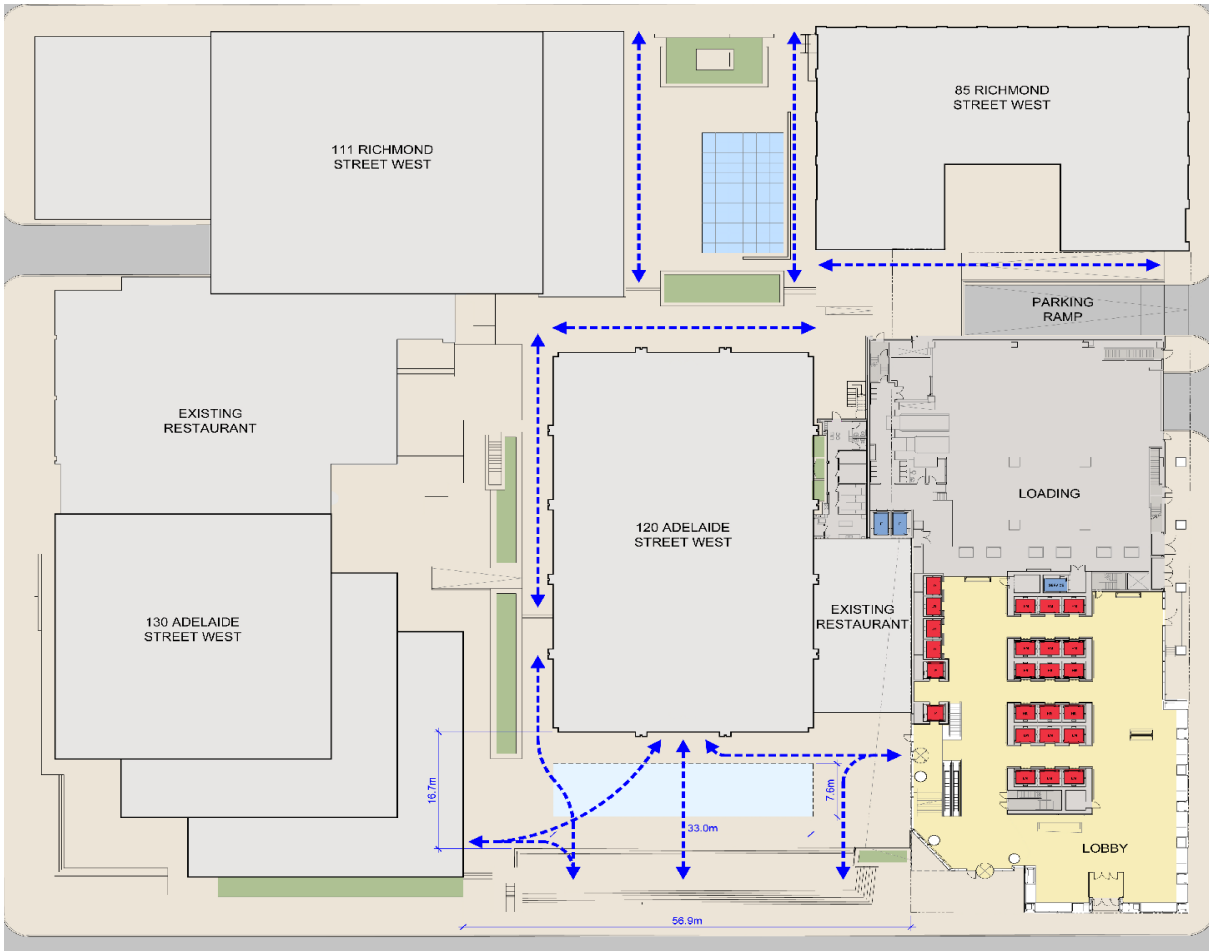 85 RICHMOND
STREET WEST
111 RICHMOND
STREET WEST
PARKING
RAMP
EXISTING
RESTAURANT
LOADING
120 ADELAIDE
STREET WEST
EXISTING
RESTAURANT
130 ADELAIDE
STREET WEST
16.7m
7.6m
33.0m
LOBBY
56.9m